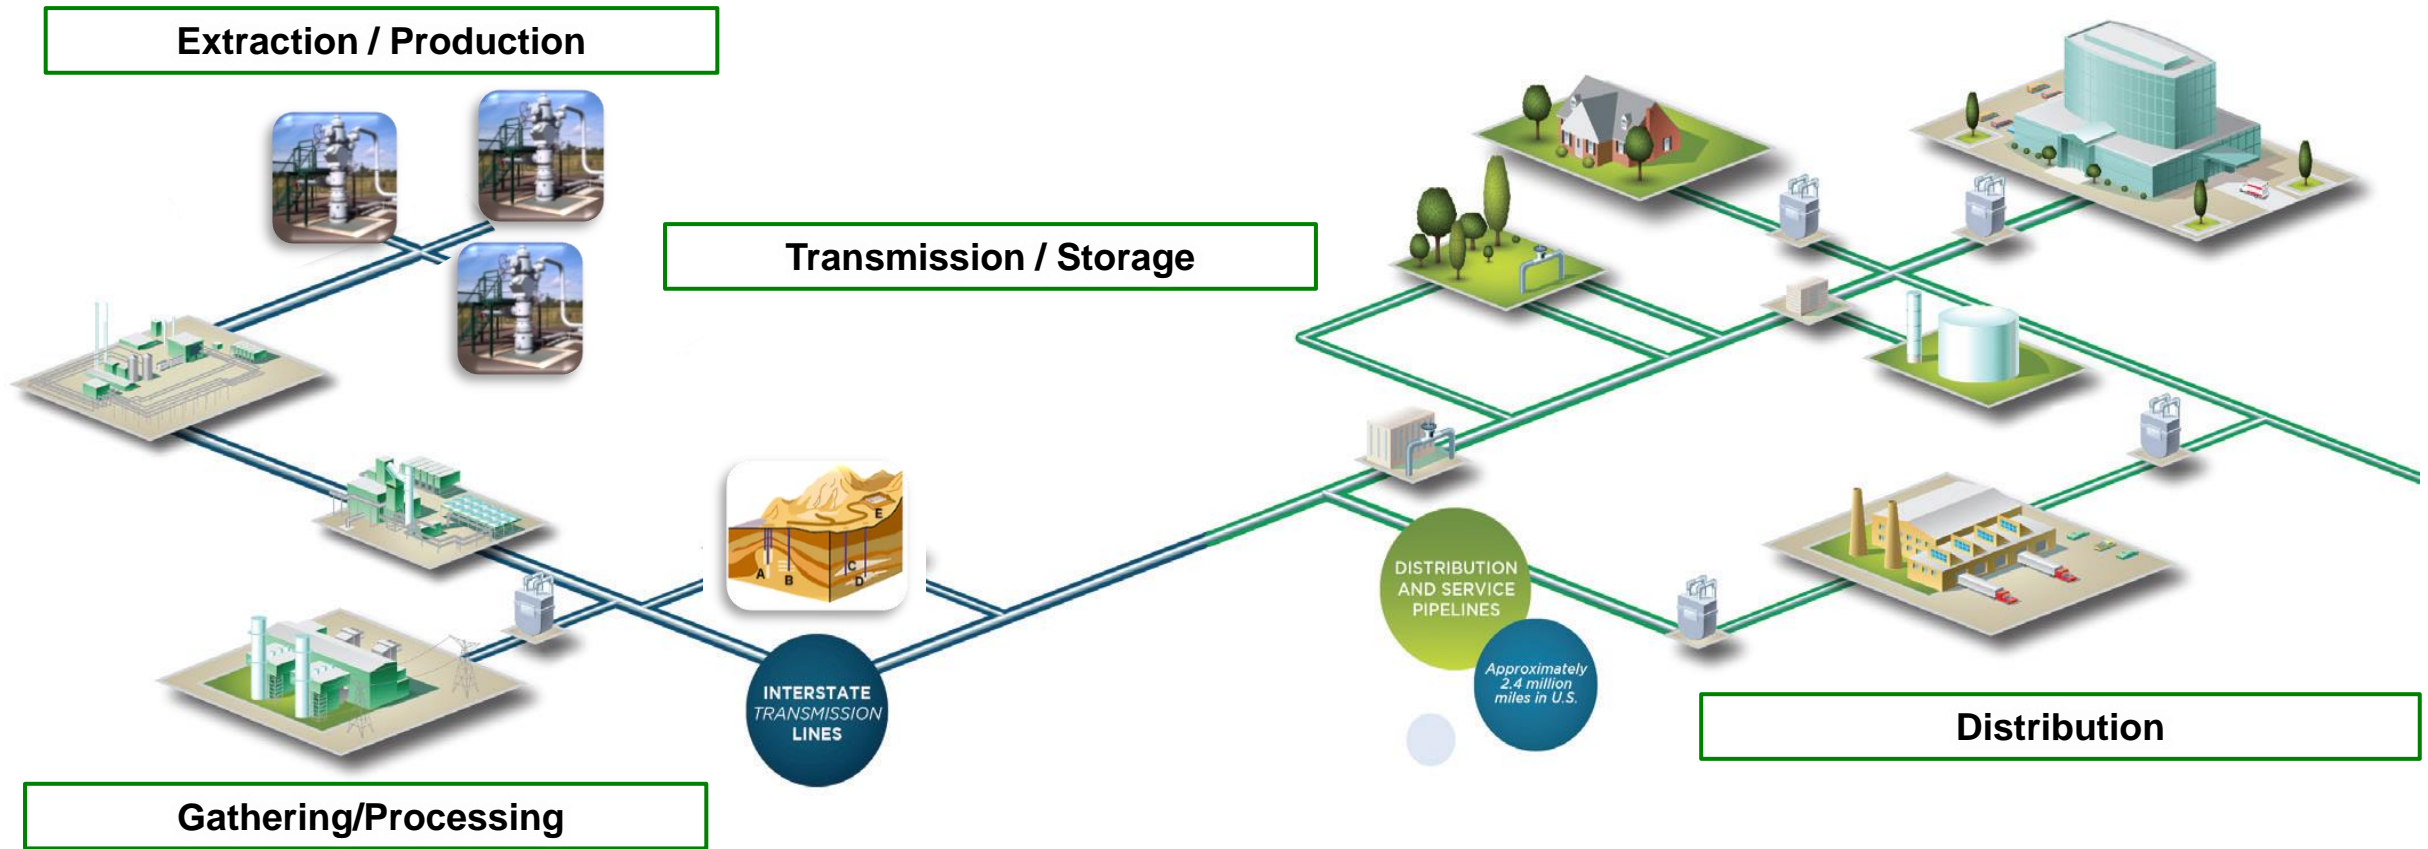 Extraction / Production
Transmission / Storage
A
B
C
D
E
INTERSTATE
TRANSMISSION
LINES
DISTRIBUTION
AND SERVICE
PIPELINES
Approximately
2.4 million
miles in U.S.
Distribution
Gathering/Processing